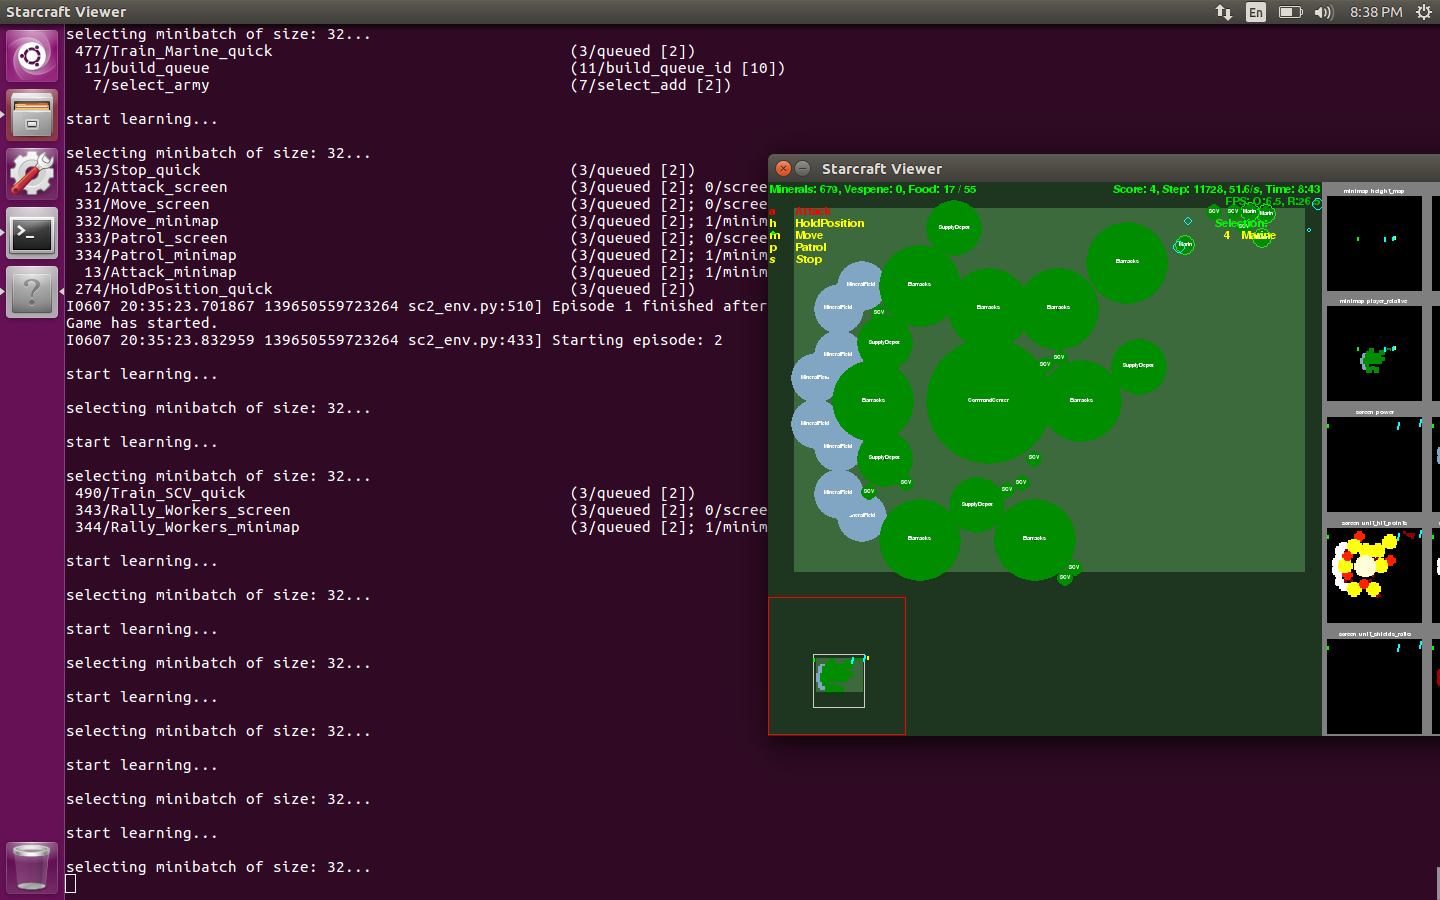 Starcraft Viewer
En
8:38 PM
selecting minibatch of size: 32...
477/Train_Marine_quick (3/queued [2])
11/build_queue (11/build_queue_id [10])
7/select_army (7/select_add [2])
start learning...
selecting minibatch of size: 32...
453/Stop_quick (3/queued [2])
12/Attack_screen (3/queued [2]; 0/scree
331/Move_screen (3/queued [2]; 0/scree
332/Move_minimap (3/queued [2]; 1/minim
333/Patrol_screen (3/queued [2]; 0/scree
334/Patrol_minimap (3/queued [2]; 1/minim
13/Attack_minimap (3/queued [2]; 1/minim
274/HoldPosition_quick (3/queued [2])
I0607 20:35:23.701867 139650559723264 sc2_env.py:510] Episode 1 finished after
Game has started.
I0607 20:35:23.832959 139650559723264 sc2_env.py:433] Starting episode: 2
start learning...
selecting minibatch of size: 32...
start learning...
selecting minibatch of size: 32...
490/Train_SCV_quick (3/queued [2])
343/Rally_Workers_screen (3/queued [2]; 0/scree
344/Rally_Workers_minimap (3/queued [2]; 1/minim
start learning...
selecting minibatch of size: 32...
start learning...
selecting minibatch of size: 32...
start learning...
selecting minibatch of size: 32...
start learning...
selecting minibatch of size: 32...
start learning...
selecting minibatch of size: 32...
Starcraft Viewer
Minerals: 679, Vespene: 0, Food: 17 / 55
Score: 4, Step: 11728, 51.6/s, Time: 8:43
FPS: O:6.5, R:26.5
a Attack
h HoldPosition
m Move
p Patrol
s Stop
Selection:
4 Marine
SCV
SCV
Marin
Marin
SCV
Marin
SupplyDepot
Barracks
Barracks
MineralField
Barracks
Barracks
MineralField
SCV
SupplyDepot
MineralField
SCV
SCV
SupplyDepot
MineralField
Barracks
CommandCenter
Barracks
MineralField
MineralField
SupplyDepot
SCV
SCV
SCV
MineralField
SCV
SCV
SupplyDepot
Barracks
Barracks
SCV
SCV
minimap height_map
minimap player_relative
screen power
screen unit_hit_points
screen unit_shields_ratio